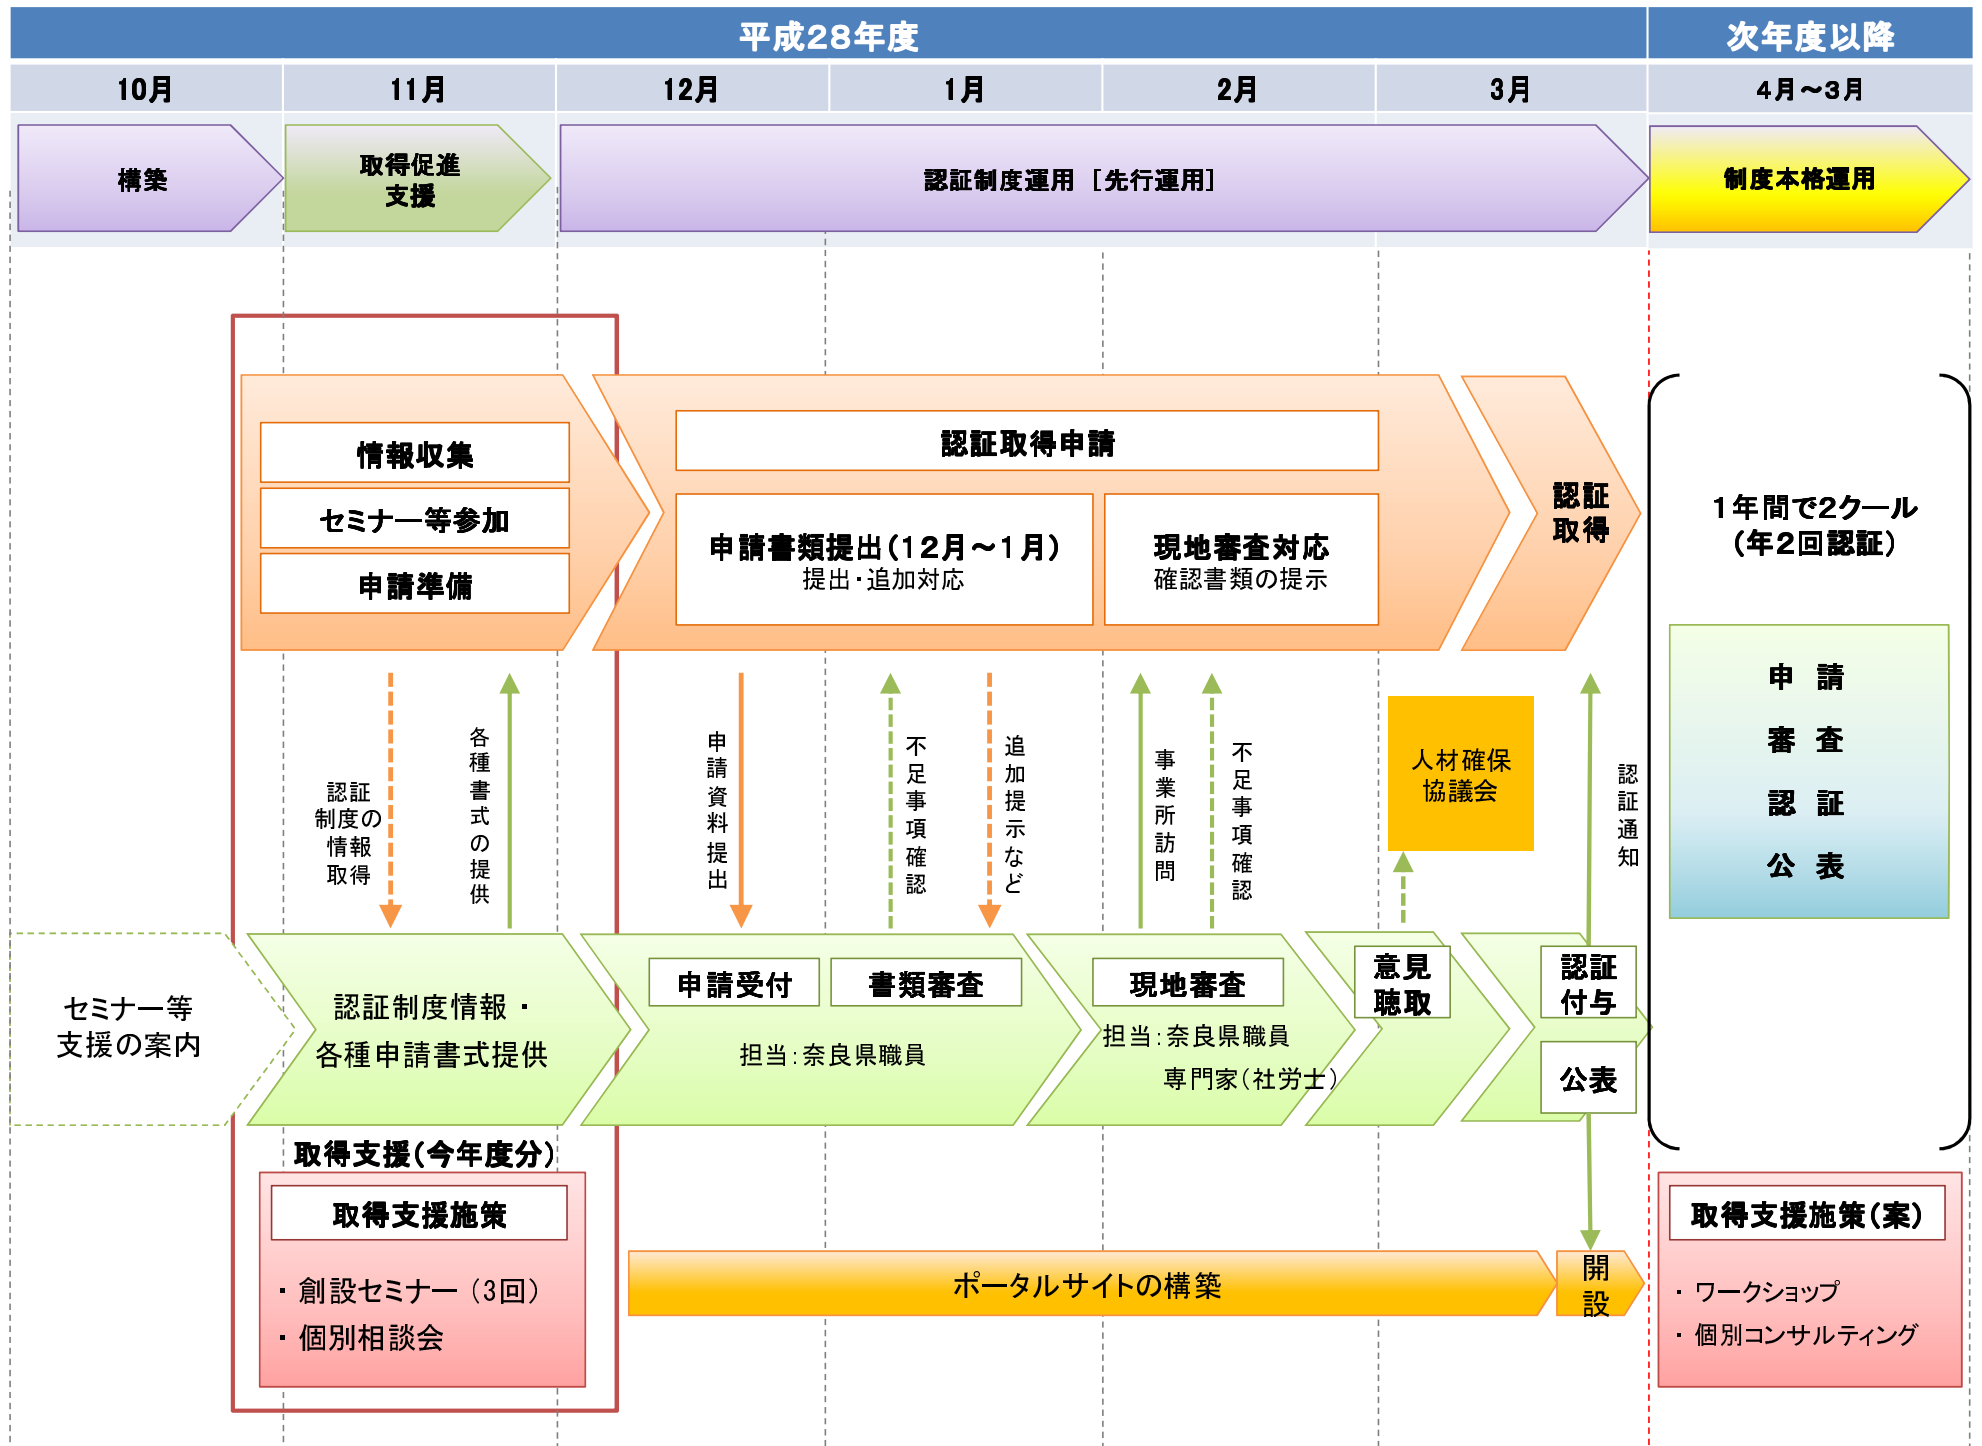 平成28年度
次年度以降
10月
11月
12月
1月
2月
3月
4月～3月
構築
取得促進
支援
認証制度運用 [先行運用]
制度本格運用
情報収集
セミナー等参加
申請準備
認証取得申請
申請書類提出（12月～1月）
提出・追加対応
現地審査対応
確認書類の提示
認証
取得
1年間で2クール
（年2回認証）
申 請
審 査
認 証
公 表
認証
制度の
情報
取得
各種書式の提供
申請資料提出
不足事項確認
追加提示など
事業所訪問
不足事項確認
人材確保
協議会
認証通知
セミナー等
支援の案内
認証制度情報・
各種申請書式提供
申請受付
書類審査
担当：奈良県職員
現地審査
担当：奈良県職員
専門家（社労士）
意見
聴取
認証
付与
公表
取得支援（今年度分）
取得支援施策
・ 創設セミナー（3回）
・ 個別相談会
ポータルサイトの構築
開
設
取得支援施策（案）
・ ワークショップ
・ 個別コンサルティング